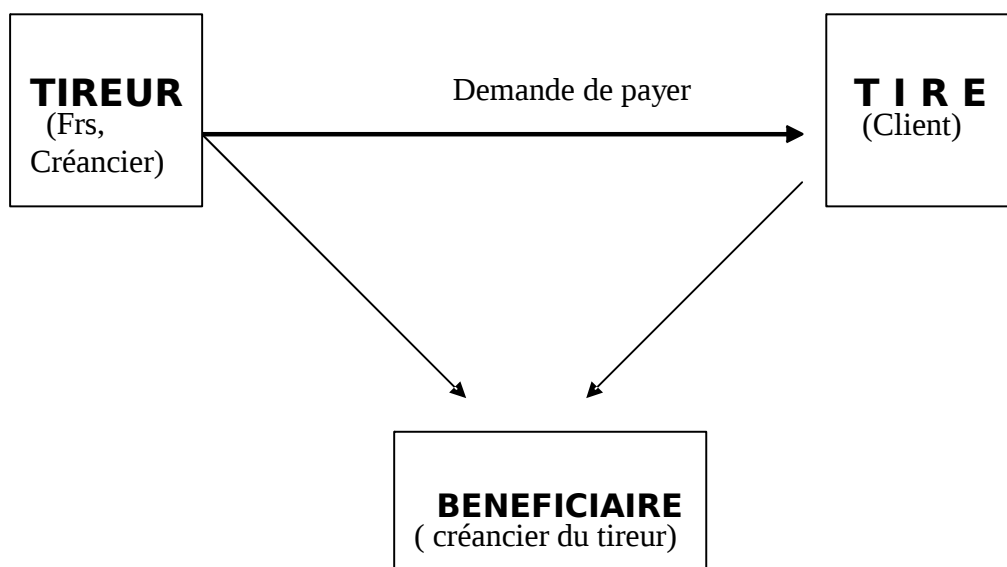 TIREUR
(Frs,
Créancier)
Demande de payer
T I R E
(Client)
BENEFICIAIRE
( créancier du tireur)